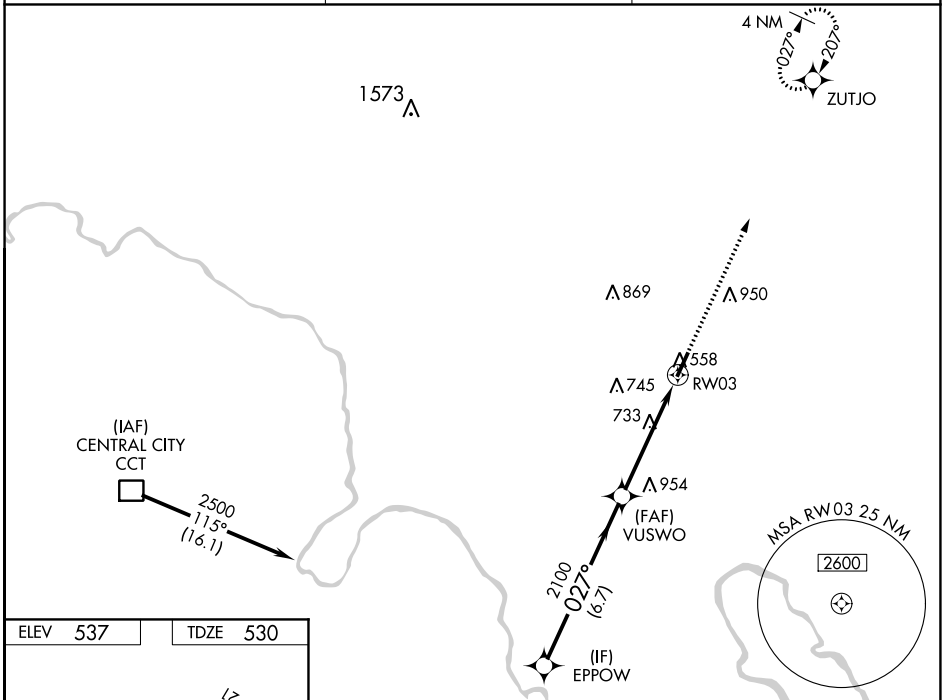 4 NM
027°
207°
ZUTJO
1573
869
950
558
RW03
745
733
(IAF)
CENTRAL CITY
CCT
2500
115°
(16.1)
954
(FAF)
VUSWO
MSA RW03 25 NM
2600
2100
027°
(6.7)
(IF)
EPPOW
ELEV 537
TDZE 530